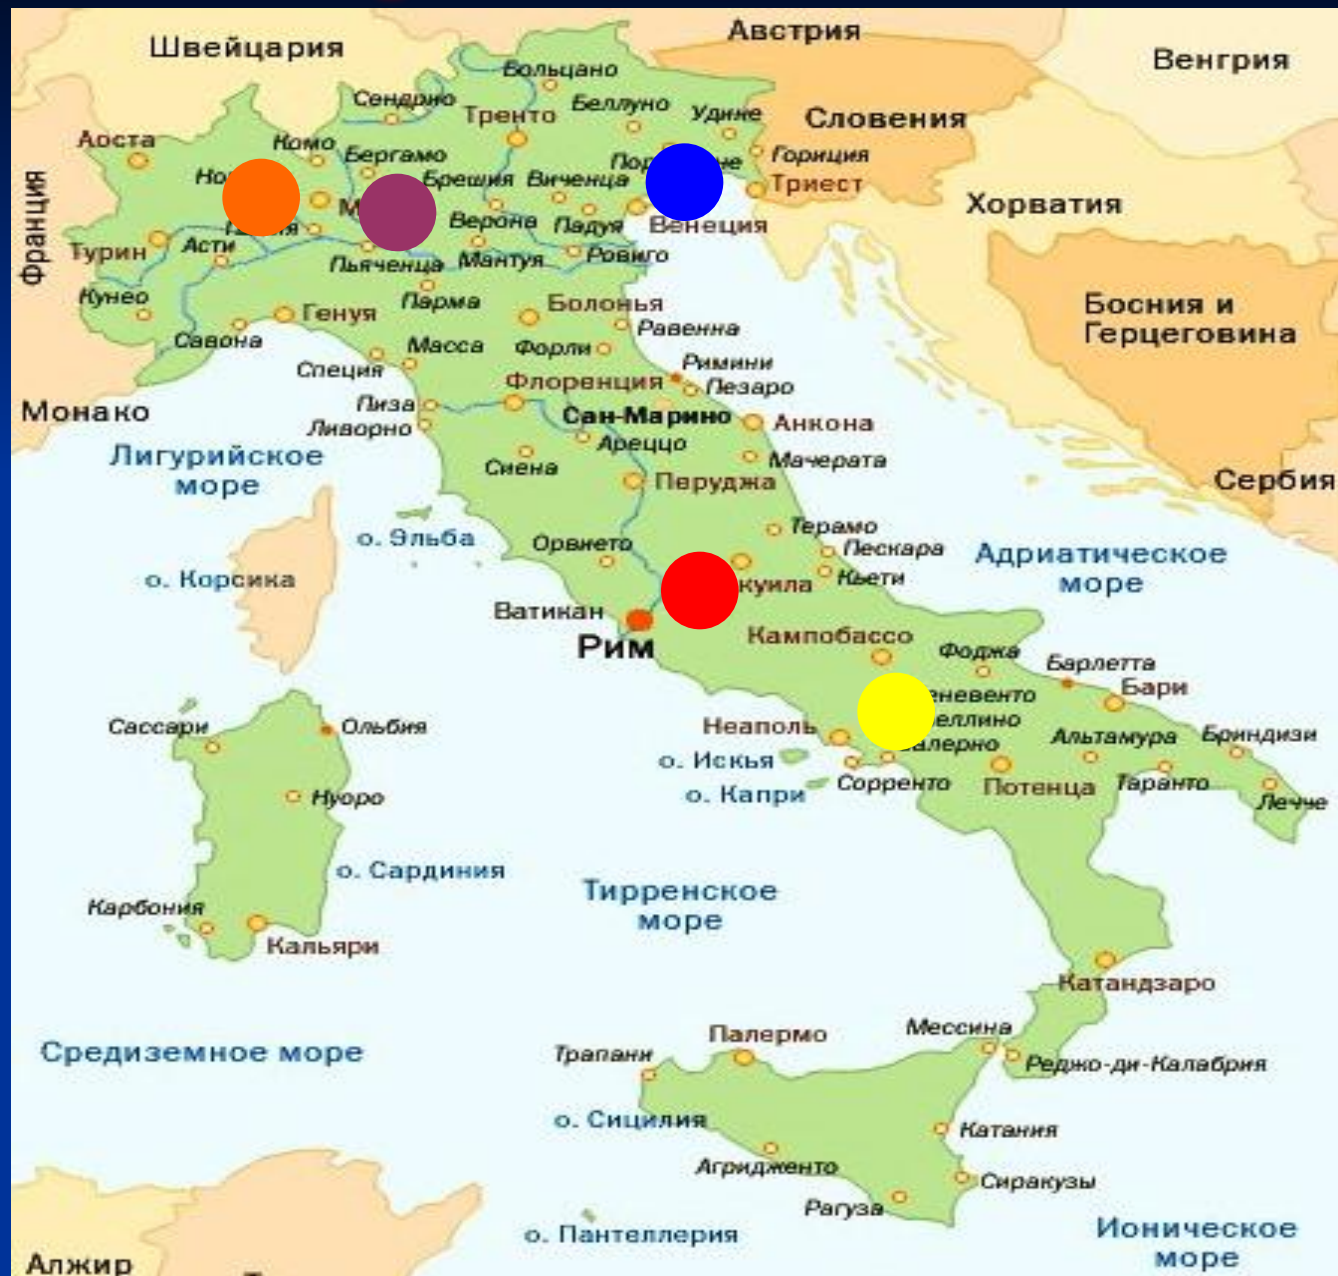 Австрия
Швейцария
Венгрия
Больцано
Сендрио
Беллуно
Тренто
Удине
Словения
Аоста
Комо
Бергамо
Гориция
Франция
Брешия
Виченца
Триест
Хорватия
Верона
Падуя
Венеция
Турин
Асти
Пьяченца
Мантуя
Ровиго
Кунео
Парма
Болонья
Босния и
Герцеговина
Генуя
Равенна
Савона
Масса
Форли
Специя
Римини
Флоренция
Пезаро
Монако
Пиза
Сан-Марино
Анкона
Ливорно
Ареццо
Лигурийское
море
Сиена
Мачерата
Перуджа
Сербия
о. Эльба
Орвието
Терамо
Пескара
Адриатическое
море
о. Корсика
Кьети
Ватикан
Рим
Кампобассо
Фоджа
Барлетта
Бари
Сассари
Ольбия
Неаполь
Альтамура
Бриндизи
о. Искья
Сорренто
Потенца
Таранто
о. Капри
Лечче
Нуоро
о. Сардиния
Тирренское
море
Карбония
Кальяри
Катандзаро
Средиземное море
Палермо
Мессина
Трапани
Реджо-ди-Калабрия
о. Сицилия
Катания
Агридженто
Сиракузы
Рагуза
о. Пантеллерия
Ионическое
море
Алжир